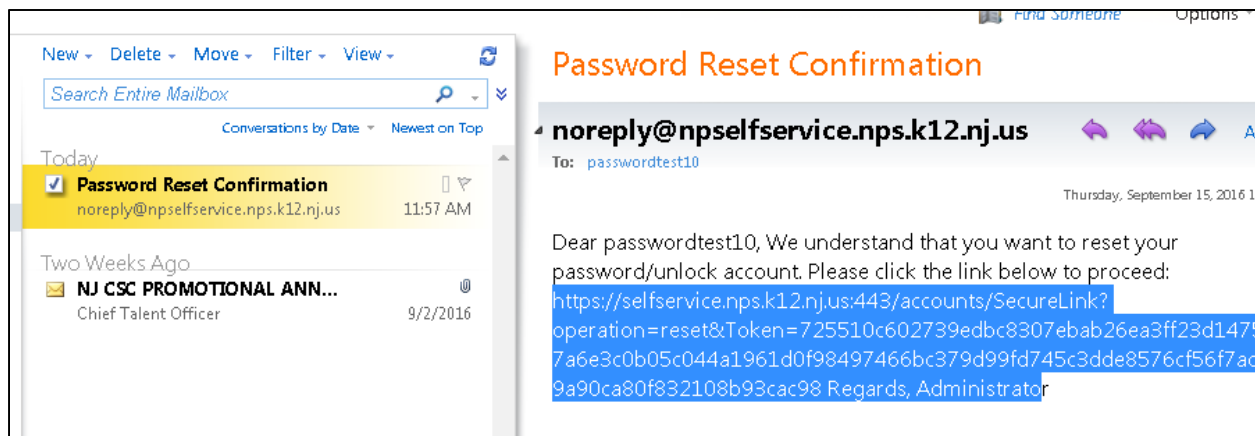 Find Someone Options
New Delete Move Filter View
Search Entire Mailbox
Conversations by Date Newest on Top
Today
Password Reset Confirmation
noreply@npselfservice.nps.k12.nj.us 11:57 AM
Two Weeks Ago
NJ CSC PROMOTIONAL ANN...
Chief Talent Officer 9/2/2016
Password Reset Confirmation
noreply@npselfservice.nps.k12.nj.us
To: passwordtest10
Thursday, September 15, 2016 1
Dear passwordtest10, We understand that you want to reset your
password/unlock account. Please click the link below to proceed:
https://selfservice.nps.k12.nj.us:443/accounts/SecureLink?
operation=reset&Token=725510c602739edbc8307ebab26ea3ff23d1475
7a6e3c0b05c044a1961d0f98497466bc379d99fd745c3dde8576cf56f7ac
9a90ca80f832108b93cac98 Regards, Administrator